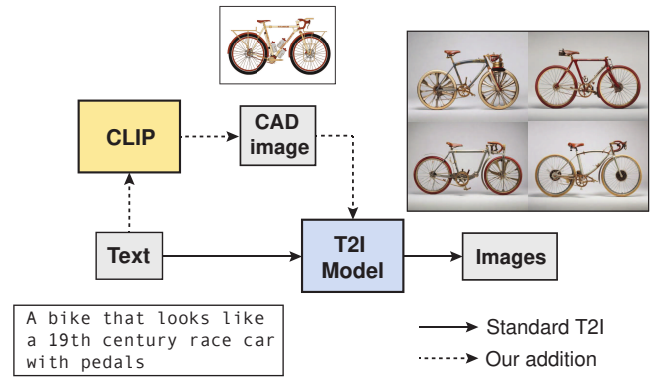 CLIP
CAD
image
Text
T2I
Model
Images
A bike that looks like
a 19th century race car
with pedals
Standard T2I
Our addition